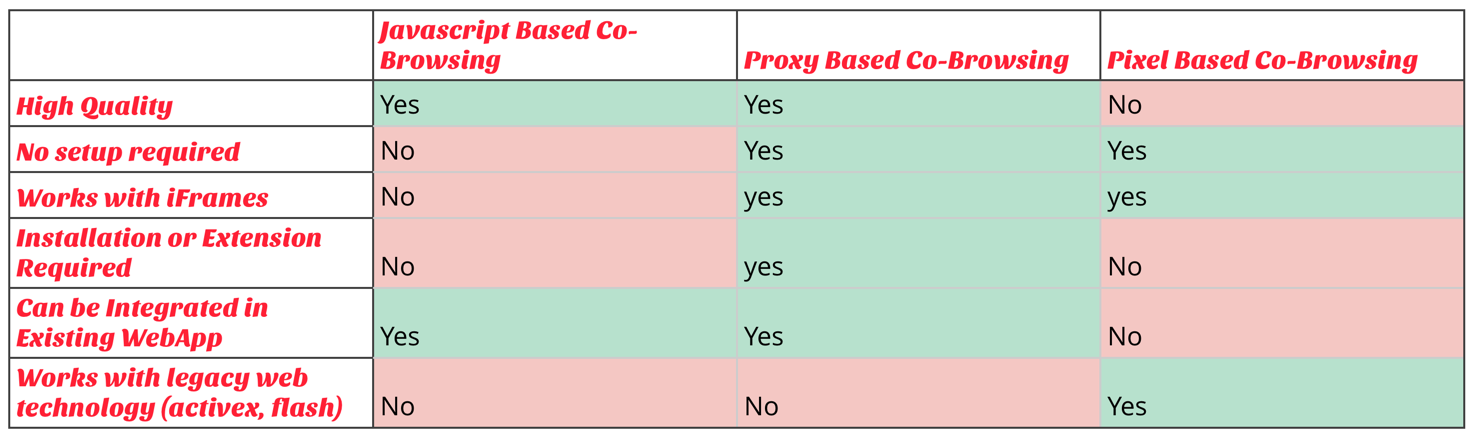 Javascript Based Co-
Browsing
Proxy Based Co-Browsing
Pixel Based Co-Browsing
High Quality
Yes
Yes
No
No setup required
No
Yes
Yes
Works with iFrames
No
yes
yes
Installation or Extension
Required
No
yes
No
Can be Integrated in
Existing WebApp
Yes
Yes
No
Works with legacy web
technology (activex, flash)
No
No
Yes